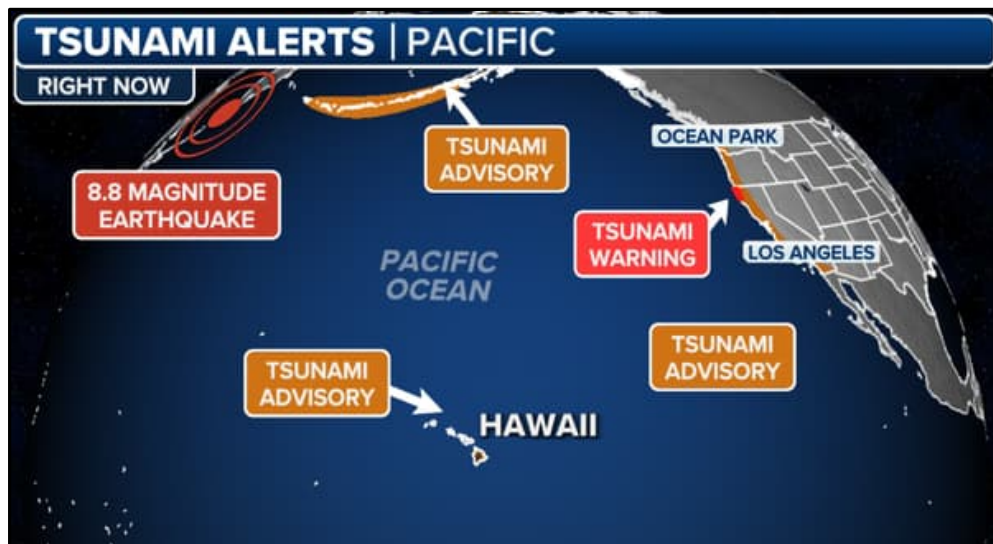 TSUNAMI ALERTS | PACIFIC
RIGHT NOW
TSUNAMI
ADVISORY
OCEAN PARK
8.8 MAGNITUDE
EARTHQUAKE
TSUNAMI
WARNING
LOS ANGELES
PACIFIC
OCEAN
TSUNAMI
ADVISORY
TSUNAMI
ADVISORY
HAWAII